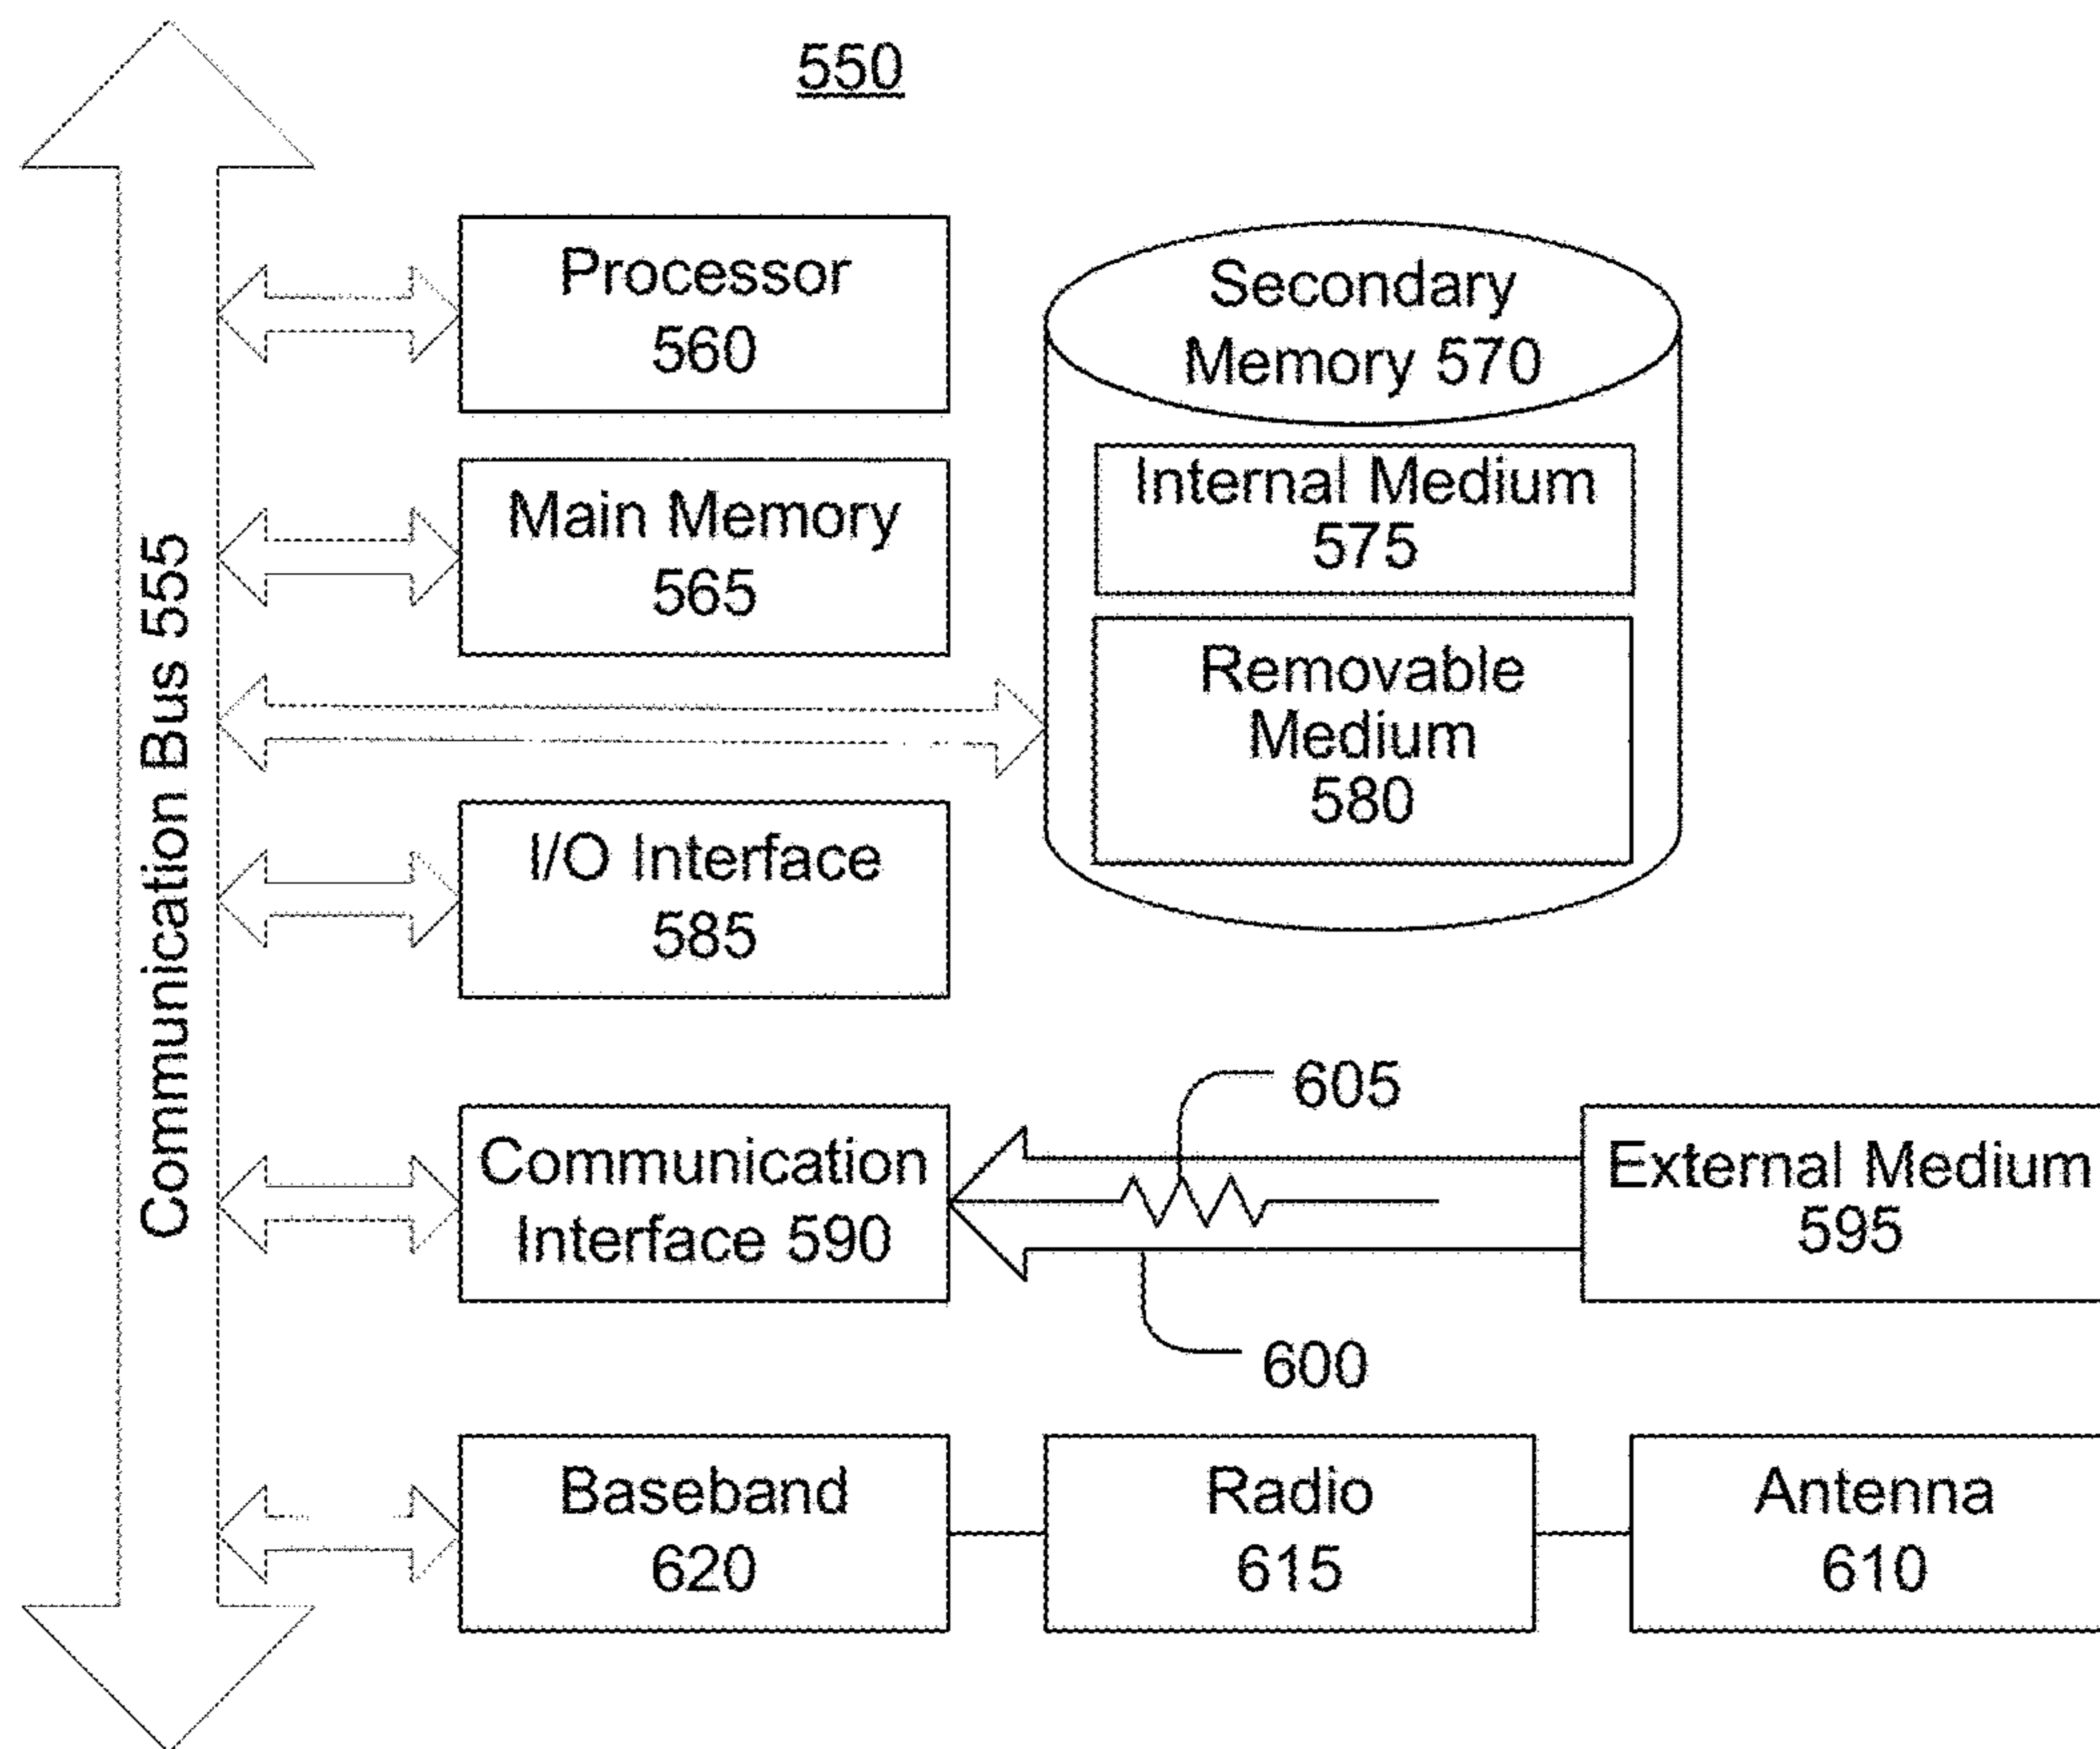 550
Communication Bus 555
Processor
560
Main Memory
565
Secondary
Memory 570
Internal Medium
575
Removable
Medium
580
I/O Interface
585
Communication
Interface 590
605
600
External Medium
595
Baseband
620
Radio
615
Antenna
610